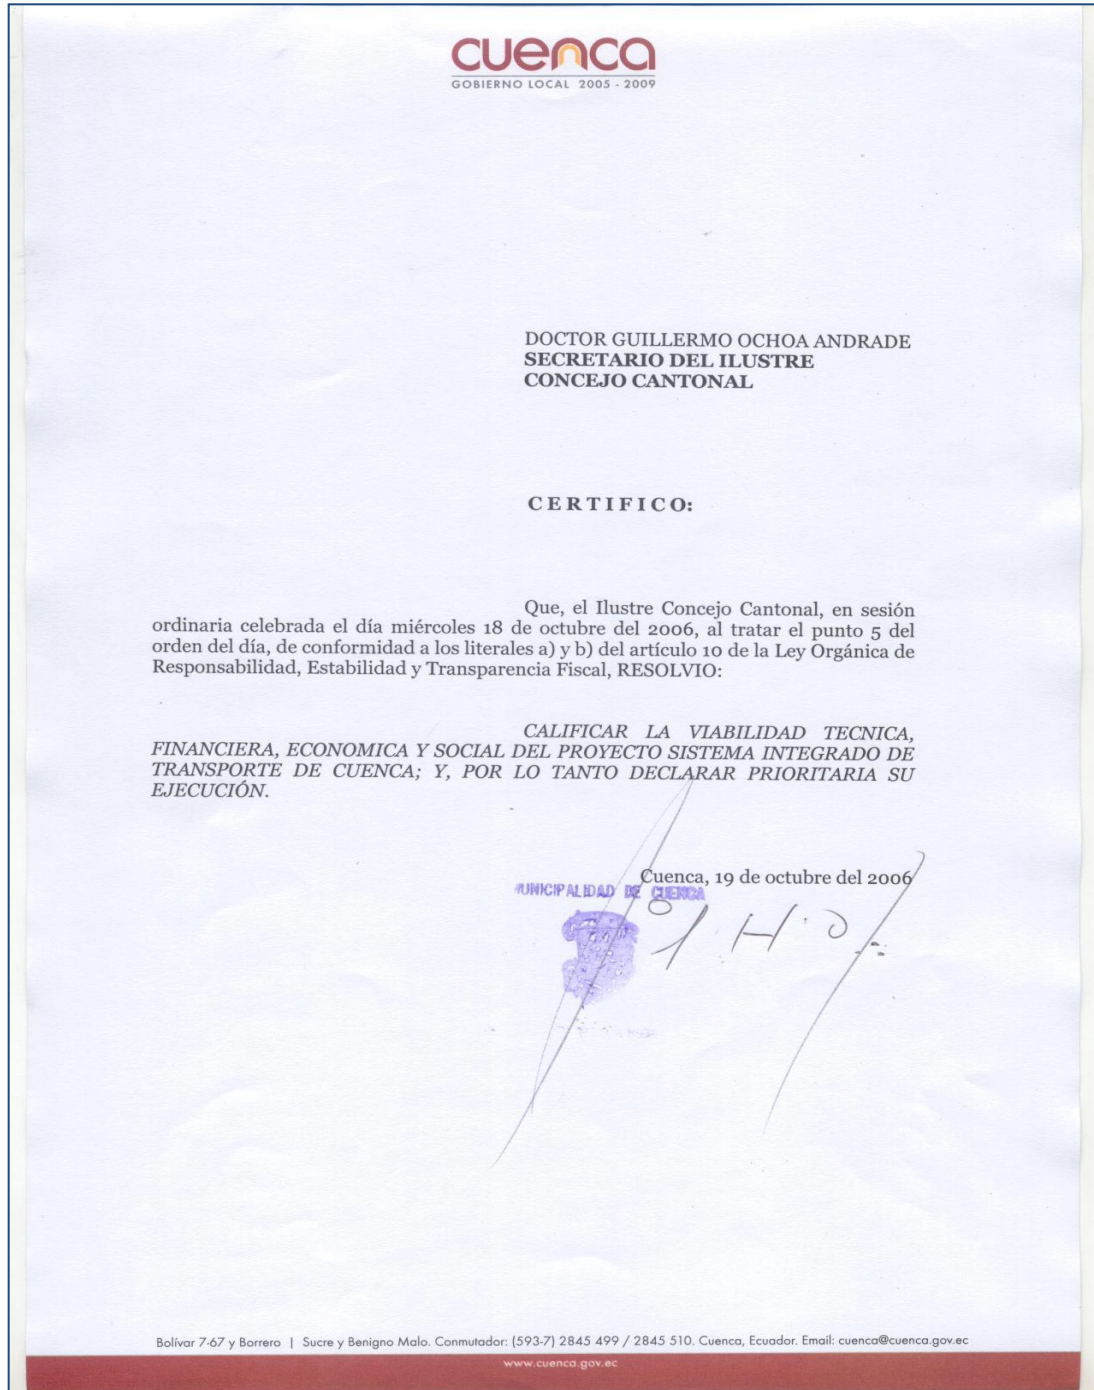 cuenca
GOBIERNO LOCAL 2005 - 2009
DOCTOR GUILLERMO OCHOA ANDRADE
SECRETARIO DEL ILUSTRE
CONCEJO CANTONAL
C E R T I F I C O:
Que, el Ilustre Concejo Cantonal, en sesión
ordinaria celebrada el día miércoles 18 de octubre del 2006, al tratar el punto 5 del
orden del día, de conformidad a los literales a) y b) del artículo 10 de la Ley Orgánica de
Responsabilidad, Estabilidad y Transparencia Fiscal, RESOLVIO:
CALIFICAR LA VIABILIDAD TECNICA,
FINANCIERA, ECONOMICA Y SOCIAL DEL PROYECTO SISTEMA INTEGRADO DE
TRANSPORTE DE CUENCA; Y, POR LO TANTO DECLARAR PRIORITARIA SU
EJECUCIÓN.
Cuenca, 19 de octubre del 2006
MUNICIPALIDAD DE CUENCA
Bolívar 7-67 y Borrero | Sucre y Benigno Malo. Conmutador: (593-7) 2845 499 / 2845 510. Cuenca, Ecuador. Email: cuenca@cuenca.gov.ec
www.cuenca.gov.ec